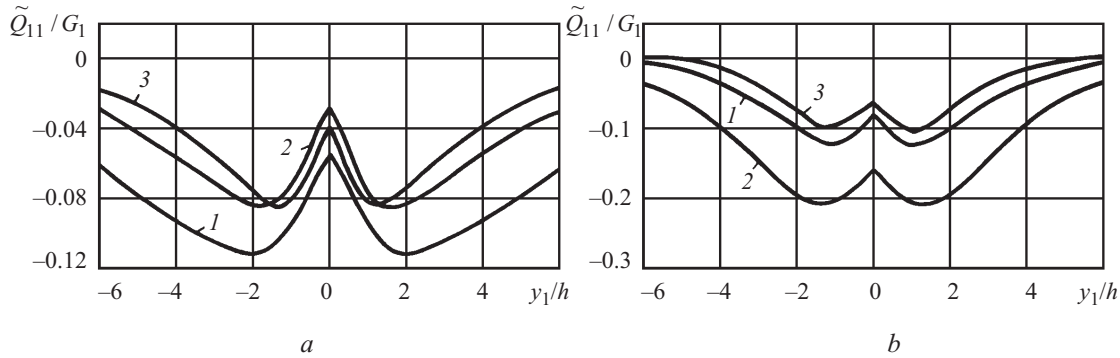 Q̃₁₁ / G₁
0
–0.04
–0.08
–0.12
3
2
1
–6 –4 –2 0 2 4 y₁/h
a
Q̃₁₁ / G₁
0
–0.1
–0.2
–0.3
1
3
2
–6 –4 –2 0 2 4 y₁/h
b